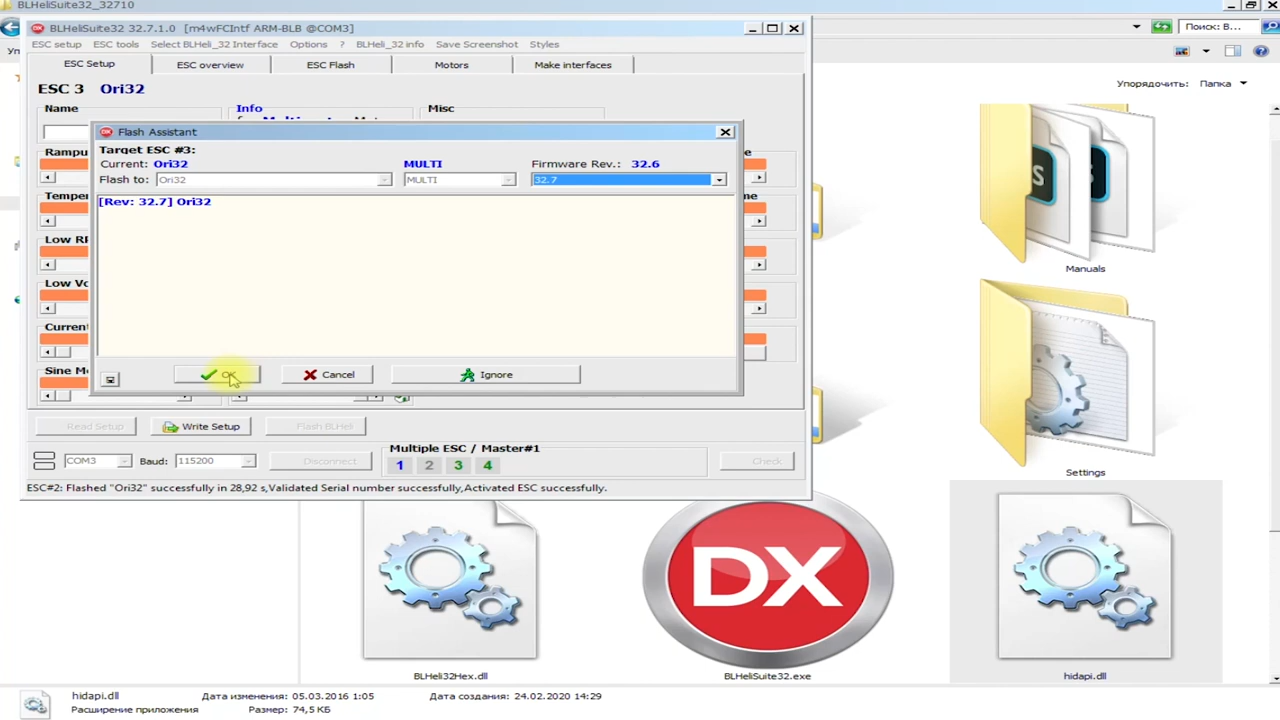 BLHeliSuite32_32710
BLHeliSuite32 32.7.1.0 [m4wFCIntf ARM-BLB @COM3]
Поиск: В...
ESC setup ESC tools Select BLHeli_32 Interface Options ? BLHeli_32 info Save Screenshot Styles
ESC Setup ESC overview ESC Flash Motors Make interfaces
Упорядочить: Папка
ESC 3 Ori32
Name Info Misc
Flash Assistant
Target ESC #3:
Current: Ori32 MULTI Firmware Rev.: 32.6
Flash to: Ori32 MULTI 32.7
[Rev: 32.7] Ori32
Rampu
Temper
Low RP
Low Vo
Current
Sine Mo
OK Cancel Ignore
Manuals
Settings
Read Setup Write Setup Flash BLHeli
Multiple ESC / Master#1
COM3 Baud: 115200 Disconnect 1 2 3 4 Check
ESC#2: Flashed "Ori32" successfully in 28,92 s,Validated Serial number successfully,Activated ESC successfully.
DX
BLHeli32Hex.dll BLHeliSuite32.exe hidapi.dll
hidapi.dll Дата изменения: 05.03.2016 1:05 Дата создания: 24.02.2020 14:29
Расширение приложения Размер: 74,5 КБ